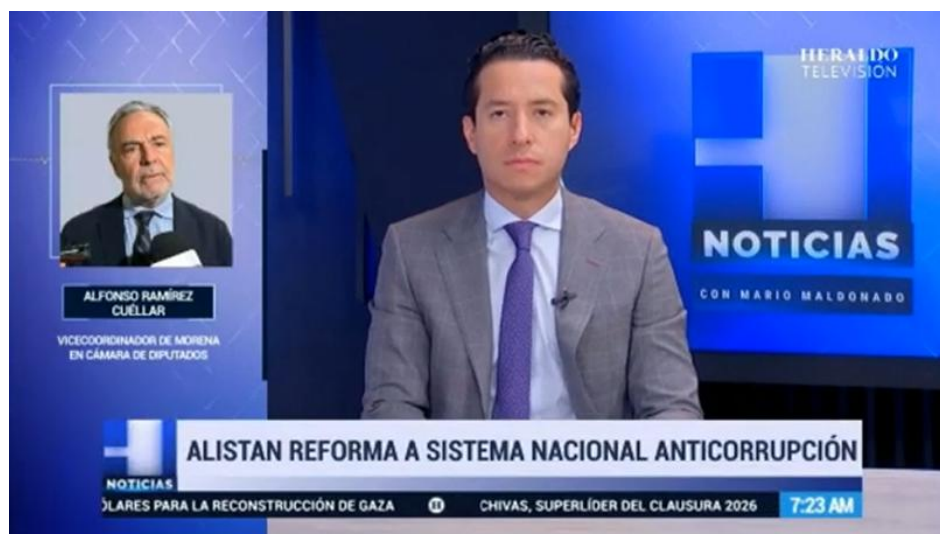 HERALDO
TELEVISIÓN
NOTICIAS
CON MARIO MALDONADO
ALFONSO RAMÍREZ
CUÉLLAR
VICECOORDINADOR DE MORENA
EN CÁMARA DE DIPUTADOS
ALISTAN REFORMA A SISTEMA NACIONAL ANTICORRUPCIÓN
NOTICIAS
ÓLARES PARA LA RECONSTRUCCIÓN DE GAZA CHIVAS, SUPERLÍDER DEL CLAUSURA 2026 7:23 AM